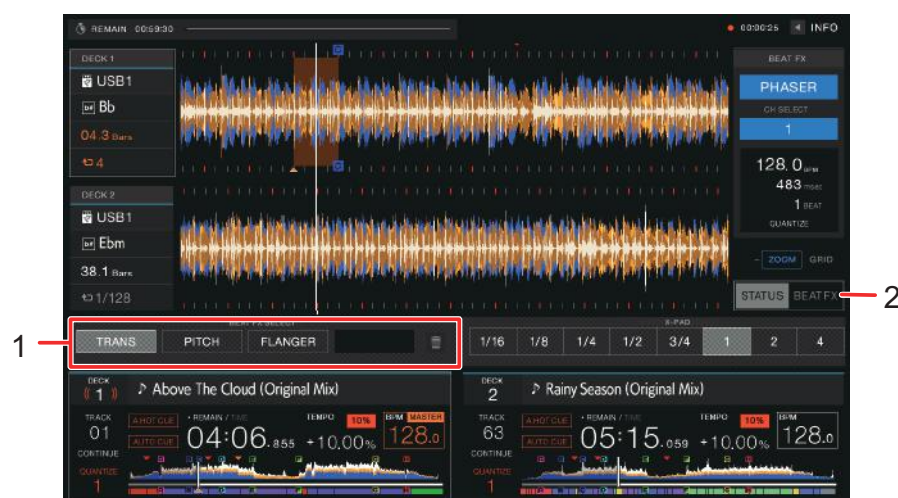 REMAIN 00:59:30
00:00:25 INFO
DECK 1
USB1
b# Bb
04.3 Bars
4
DECK 2
USB1
b# Ebm
38.1 Bars
1/128
BEAT FX
PHASER
CH SELECT
1
128.0 BPM
483 msec
1 BEAT
QUANTIZE
- ZOOM GRID
STATUS BEAT FX
2
1
BEAT FX SELECT
TRANS PITCH FLANGER
X-PAD
1/16 1/8 1/4 1/2 3/4 1 2 4
DECK
1
Above The Cloud (Original Mix)
TRACK
01
CONTINUE
QUANTIZE
1
A.HOT CUE
AUTO CUE
REMAIN / TIME
04:06.855
TEMPO 10%
+10.00%
BPM MASTER
128.0
DECK
2
Rainy Season (Original Mix)
TRACK
63
CONTINUE
QUANTIZE
1
A.HOT CUE
AUTO CUE
REMAIN / TIME
05:15.059
TEMPO 10%
+10.00%
BPM
128.0